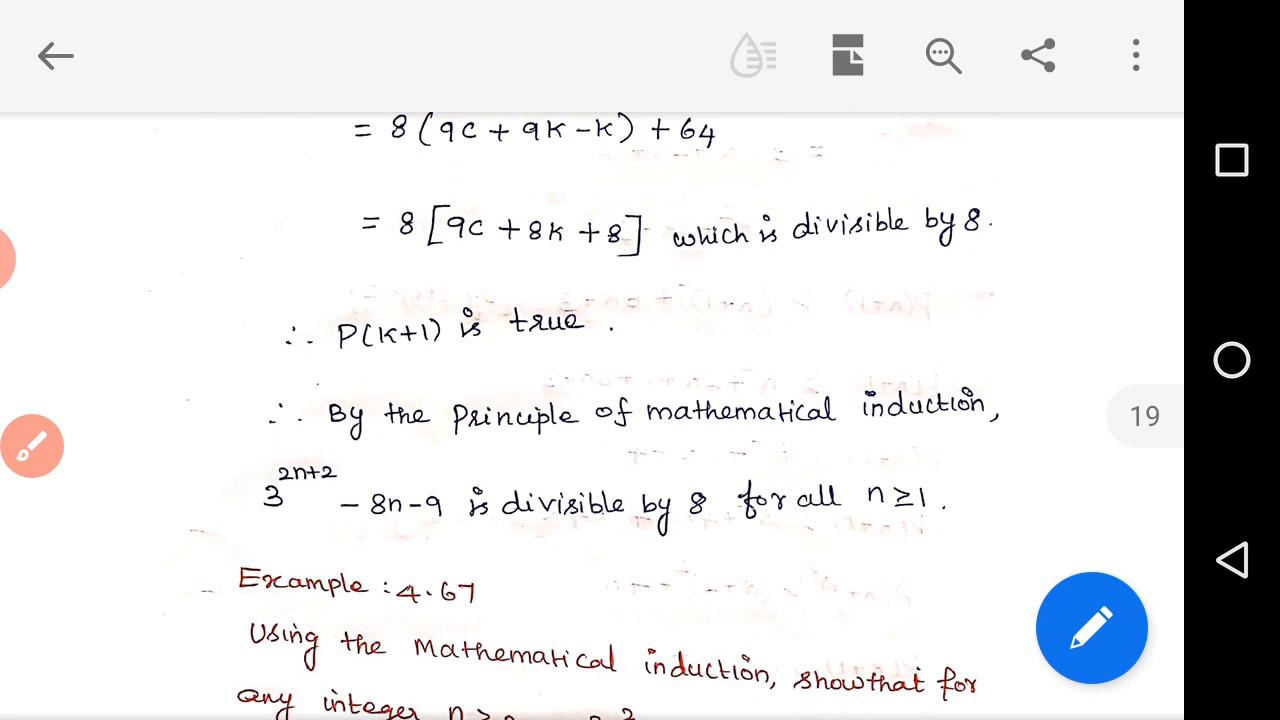 = 8 (9c + 9k - k) + 64
= 8 [9c + 8k + 8] which is divisible by 8.
∴ P(k+1) is true.
∴ By the Principle of mathematical induction,
3^{2n+2} - 8n - 9 is divisible by 8 for all n ≥ 1.
19
Example : 4.67
Using the Mathematical induction, show that for
any integer n ≥